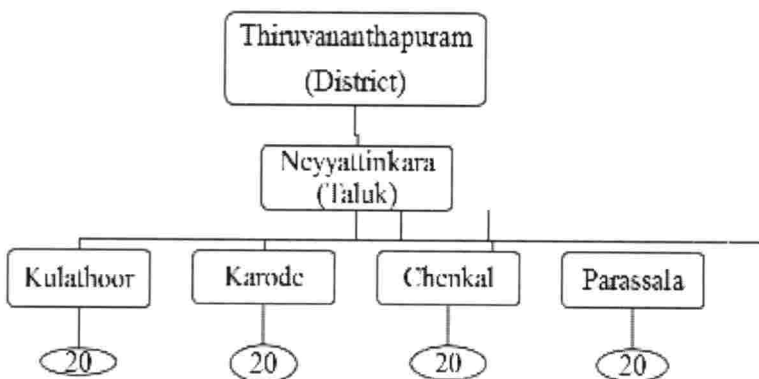 Thiruvananthapuram
(District)
Neyyattinkara
(Taluk)
Kulathoor
Karode
Chenkal
Parassala
20
20
20
20